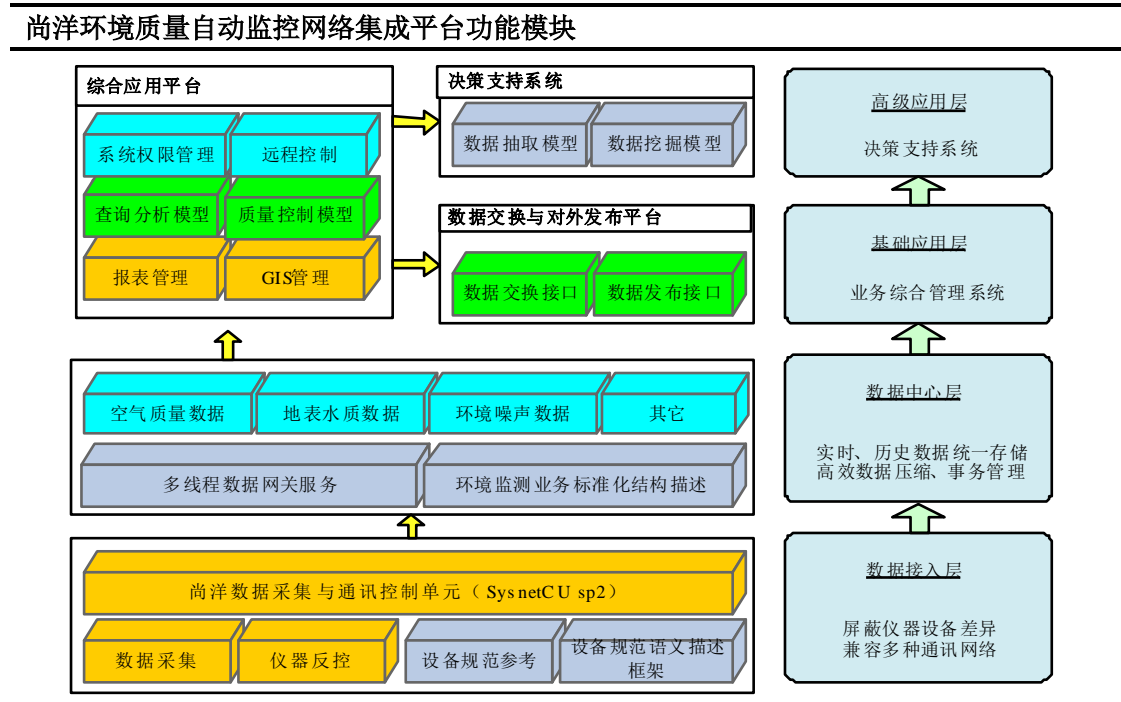 尚洋环境质量自动监控网络集成平台功能模块
综合应用平台
系统权限管理
远程控制
查询分析模型
质量控制模型
报表管理
GIS管理
决策支持系统
数据抽取模型
数据挖掘模型
数据交换与对外发布平台
数据交换接口
数据发布接口
空气质量数据
地表水质数据
环境噪声数据
其它
多线程数据网关服务
环境监测业务标准化结构描述
尚洋数据采集与通讯控制单元（SysnetCU sp2）
数据采集
仪器反控
设备规范参考
设备规范语义描述
框架
高级应用层
决策支持系统
基础应用层
业务综合管理系统
数据中心层
实时、历史数据统一存储
高效数据压缩、事务管理
数据接入层
屏蔽仪器设备差异
兼容多种通讯网络